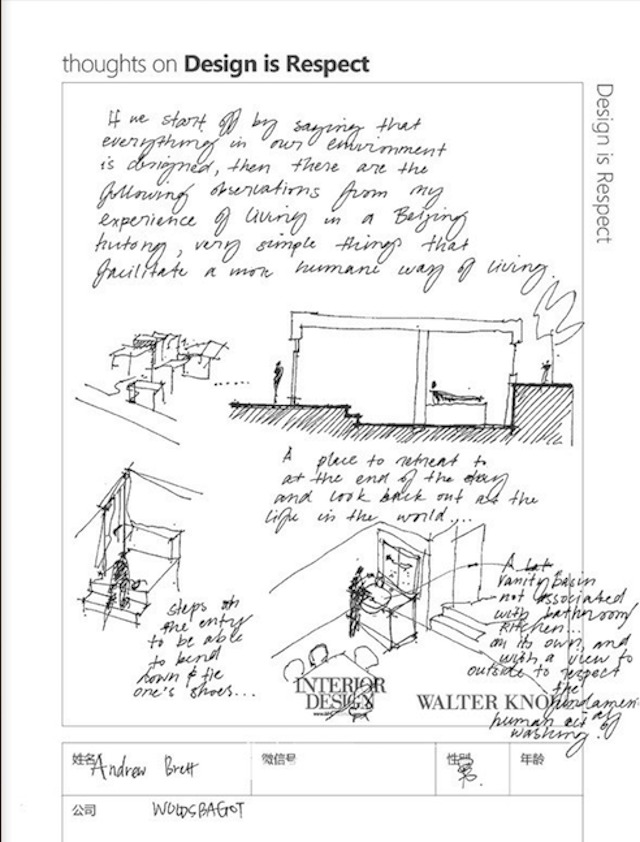 thoughts on Design is Respect
Design is Respect
If we start off by saying that
everything in our environment
is designed, then there are the
following observations from my
experience of living in a Beijing
hutong, very simple things that
facilitate a more humane way of living.
A place to retreat to
at the end of the day
and look back out at the
life in the world....
steps on
the entry
to be able
to bend
down & tie
one's shoes...
A
Vanity Basin
not associated
with bathroom
kitchen...
on its own, and
with a view to
outside to respect
the
fundamental
human act of
washing.
INTERIOR
DESIGN
WALTER KNOLL
姓名 Andrew Brett
微信号
性别
年龄
公司 WOODSBAGOT